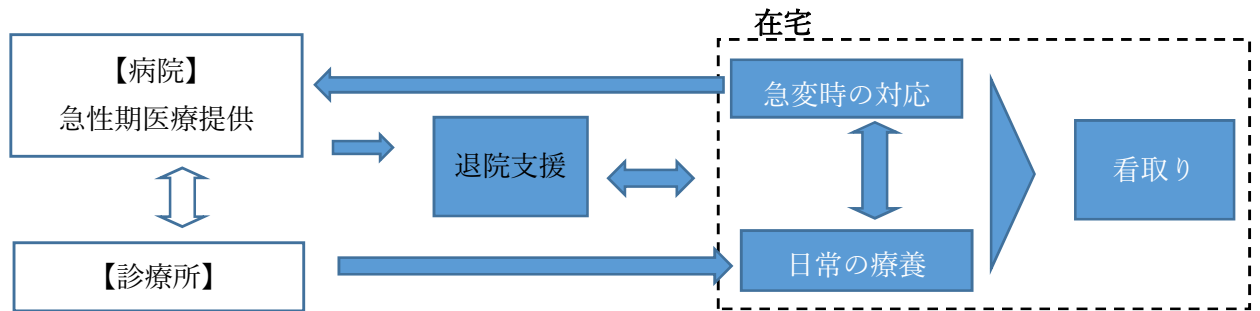 在宅
【病院】
急性期医療提供
急変時の対応
退院支援
看取り
【診療所】
日常の療養